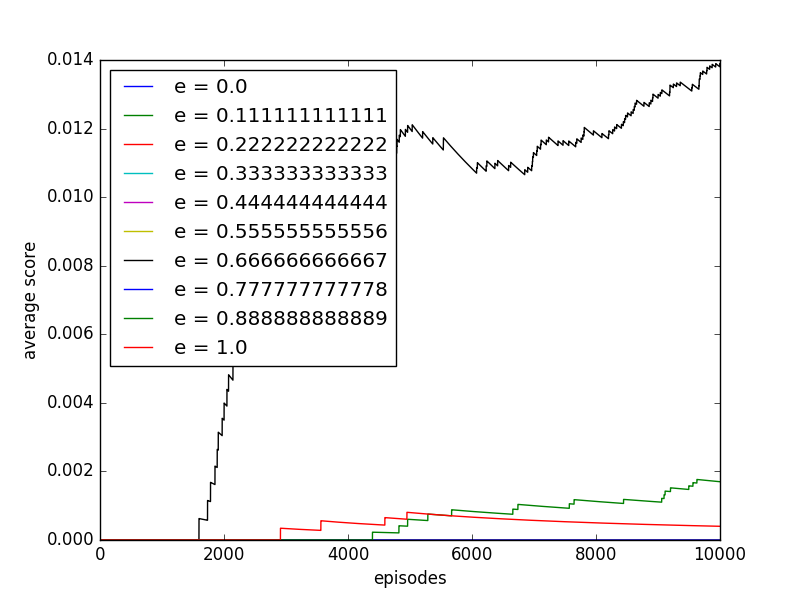 0.014
0.012
0.010
0.008
0.006
0.004
0.002
0.000
average score
e = 0.0
e = 0.111111111111
e = 0.222222222222
e = 0.333333333333
e = 0.444444444444
e = 0.555555555556
e = 0.666666666667
e = 0.777777777778
e = 0.888888888889
e = 1.0
0 2000 4000 6000 8000 10000
episodes